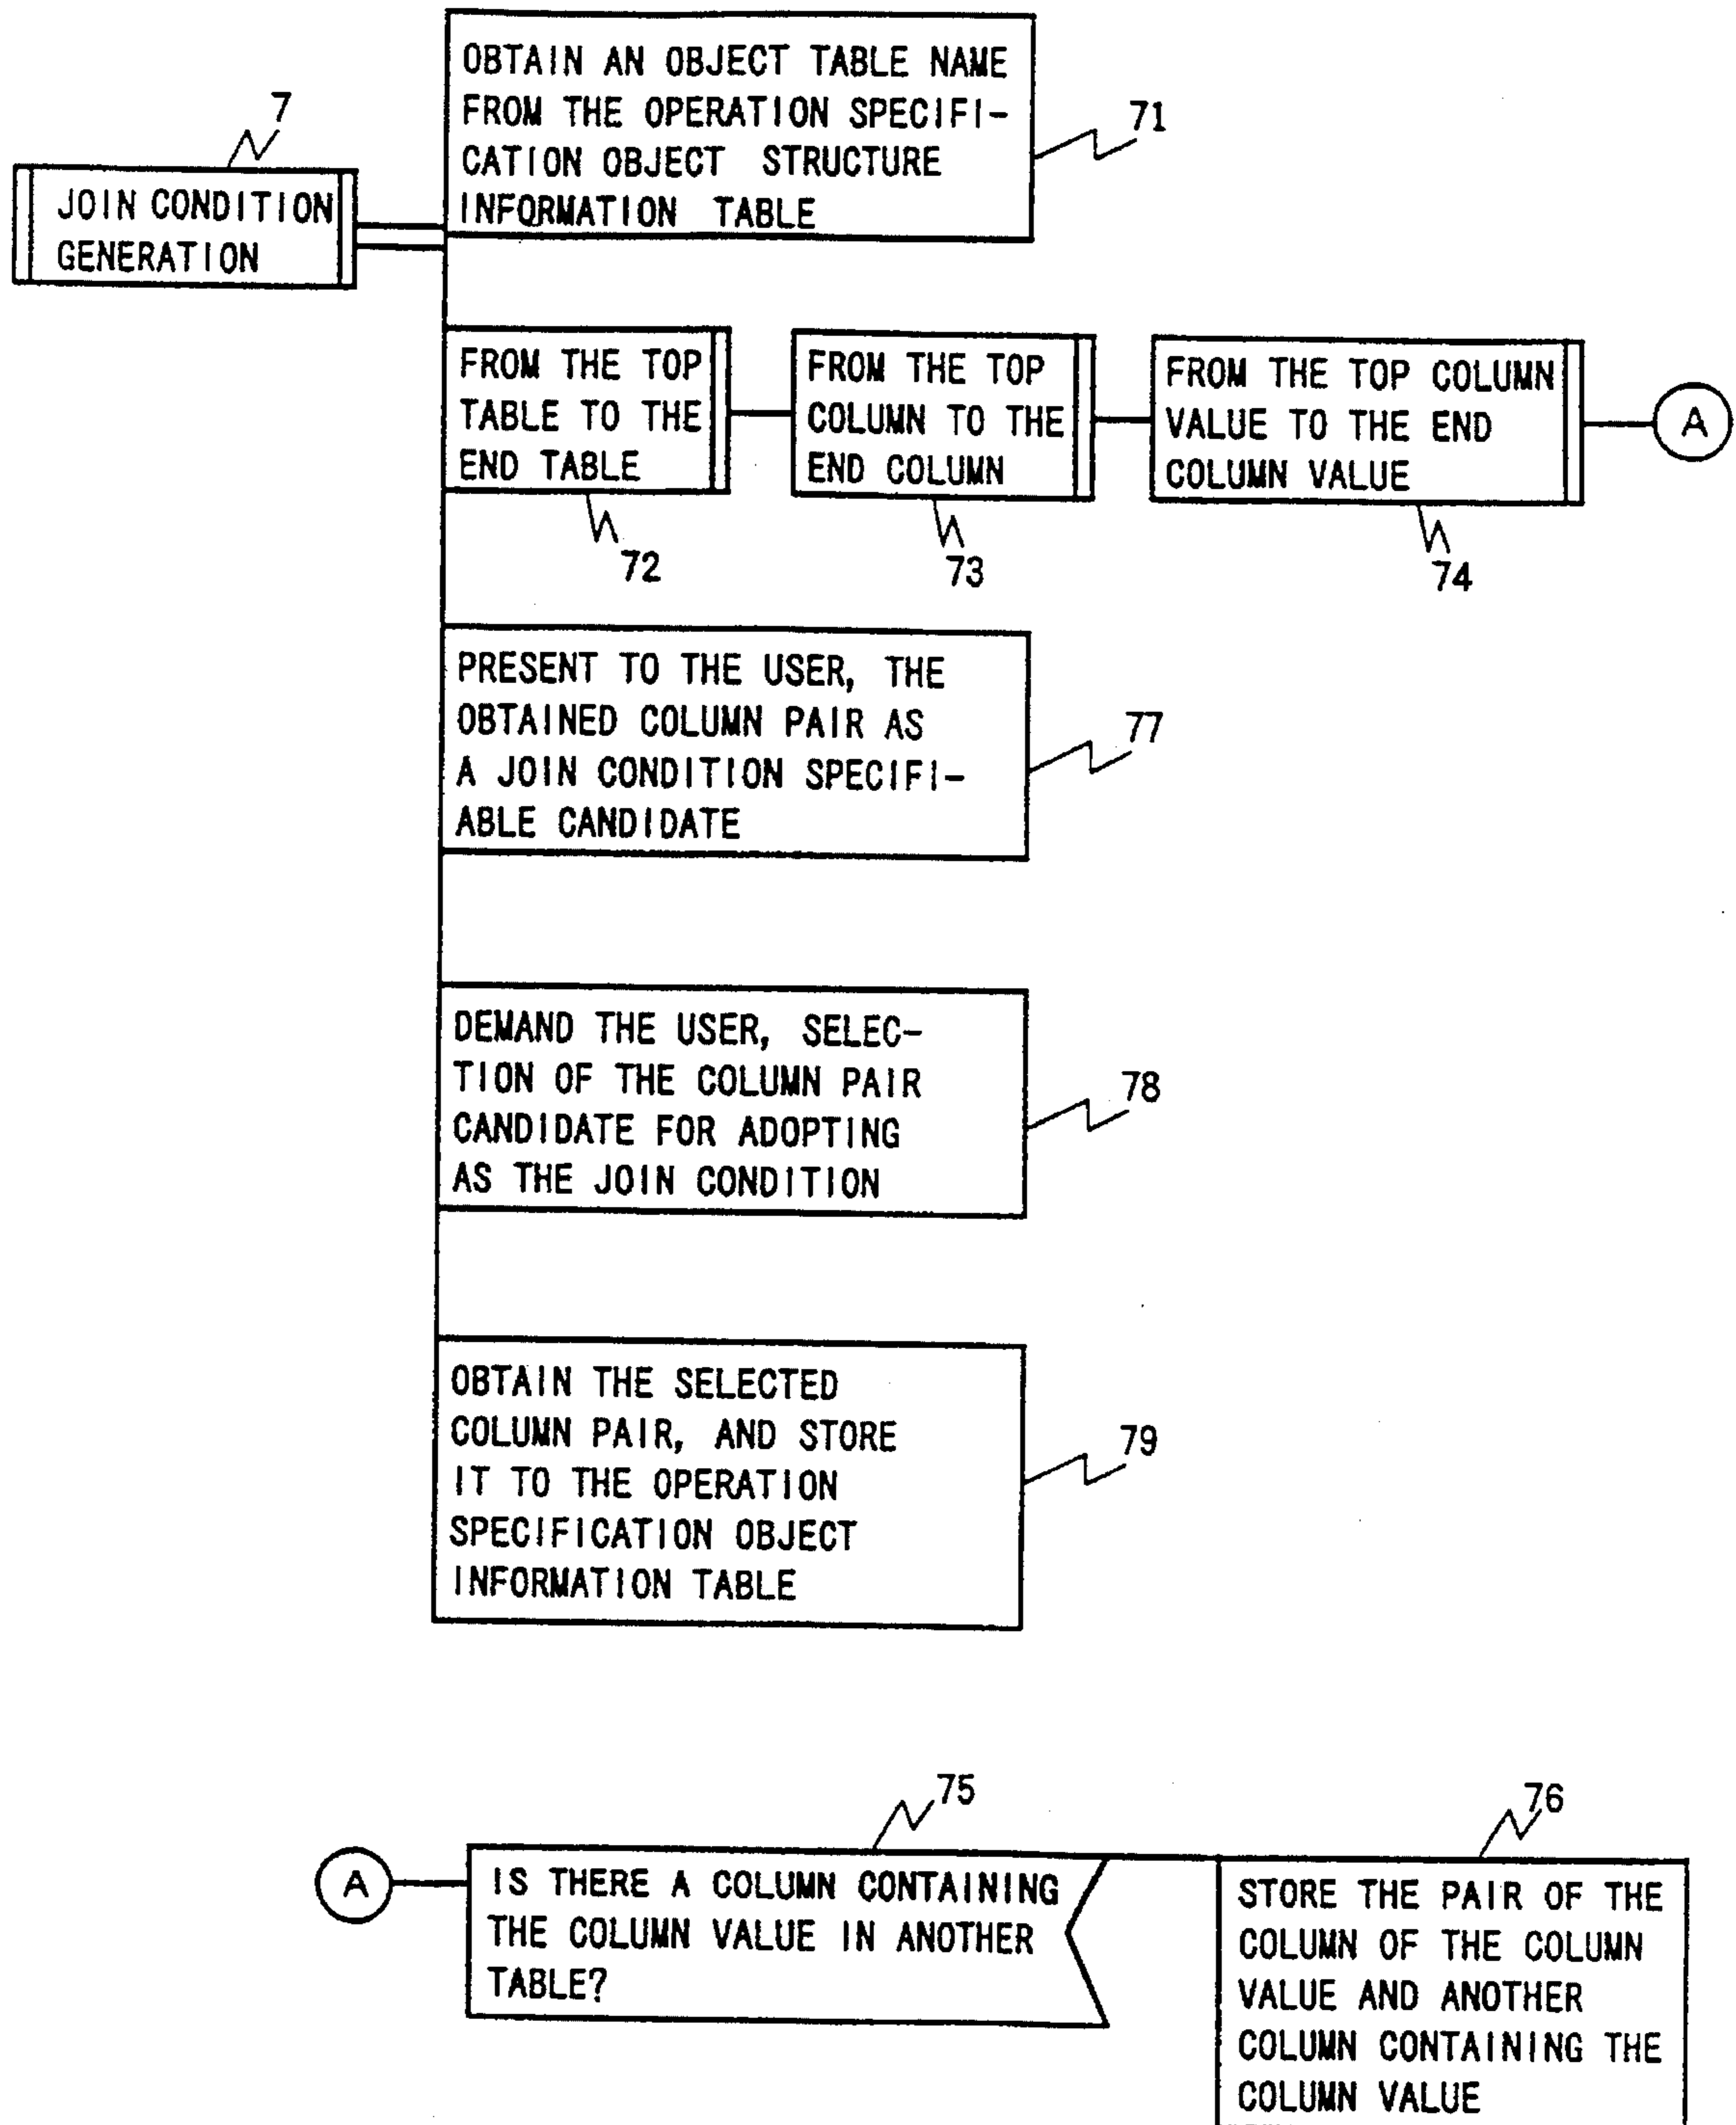 7
JOIN CONDITION
GENERATION
OBTAIN AN OBJECT TABLE NAME
FROM THE OPERATION SPECIFI-
CATION OBJECT STRUCTURE
INFORMATION TABLE
71
FROM THE TOP
TABLE TO THE
END TABLE
72
FROM THE TOP
COLUMN TO THE
END COLUMN
73
FROM THE TOP COLUMN
VALUE TO THE END
COLUMN VALUE
74
A
PRESENT TO THE USER, THE
OBTAINED COLUMN PAIR AS
A JOIN CONDITION SPECIFI-
ABLE CANDIDATE
77
DEMAND THE USER, SELEC-
TION OF THE COLUMN PAIR
CANDIDATE FOR ADOPTING
AS THE JOIN CONDITION
78
OBTAIN THE SELECTED
COLUMN PAIR, AND STORE
IT TO THE OPERATION
SPECIFICATION OBJECT
INFORMATION TABLE
79
A
IS THERE A COLUMN CONTAINING
THE COLUMN VALUE IN ANOTHER
TABLE?
75
STORE THE PAIR OF THE
COLUMN OF THE COLUMN
VALUE AND ANOTHER
COLUMN CONTAINING THE
COLUMN VALUE
76